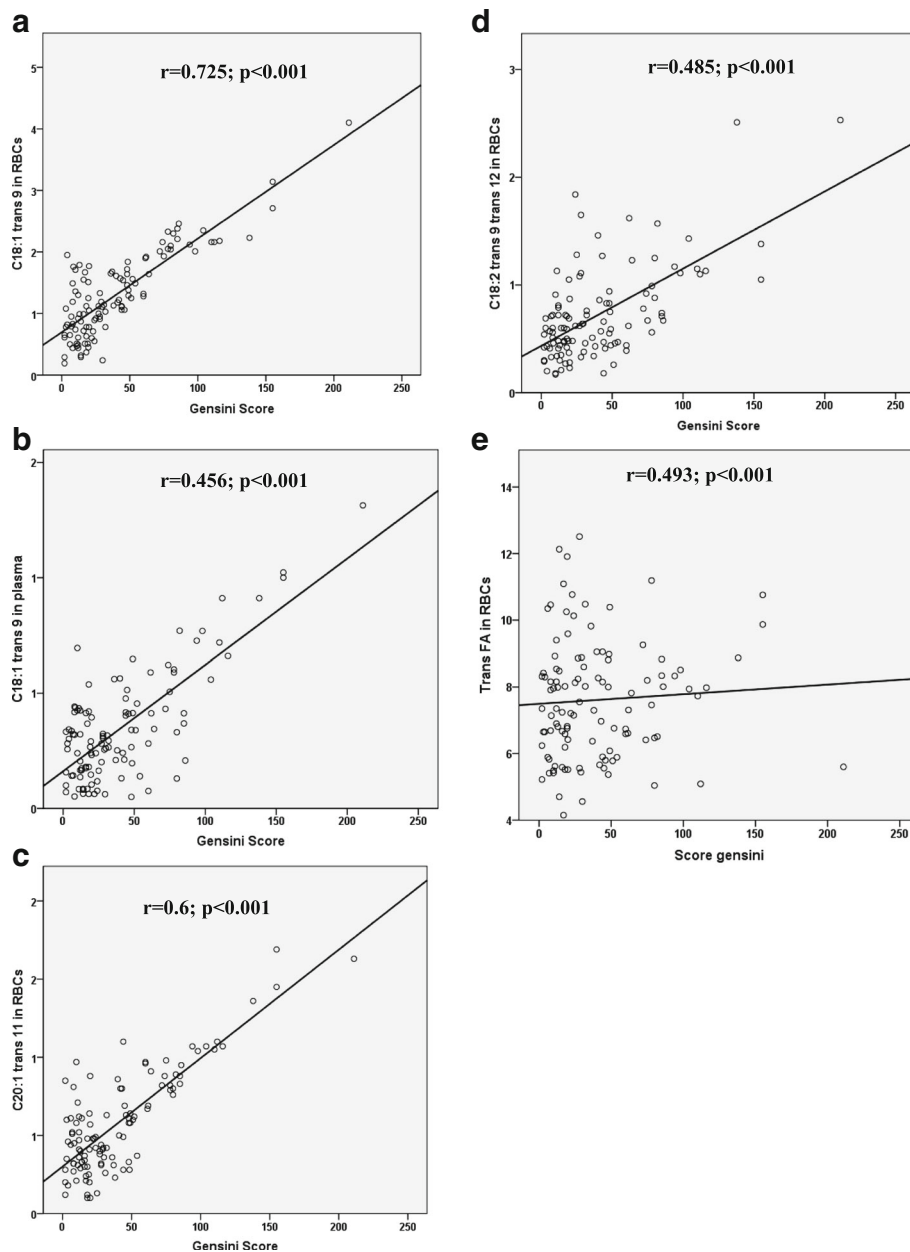 a
r=0.725; p<0.001
C18:1 trans 9 in RBCs
5
4
3
2
1
0
0 50 100 150 200 250
Gensini Score
b
r=0.456; p<0.001
C18:1 trans 9 in plasma
2
1
1
0
0 50 100 150 200 250
Gensini Score
c
r=0.6; p<0.001
C20:1 trans 11 in RBCs
2
2
1
1
0
0 50 100 150 200 250
Gensini Score
d
r=0.485; p<0.001
C18:2 trans 9 trans 12 in RBCs
3
2
1
0
0 50 100 150 200 250
Gensini Score
e
r=0.493; p<0.001
Trans FA in RBCs
14
12
10
8
6
4
0 50 100 150 200 250
Score gensini